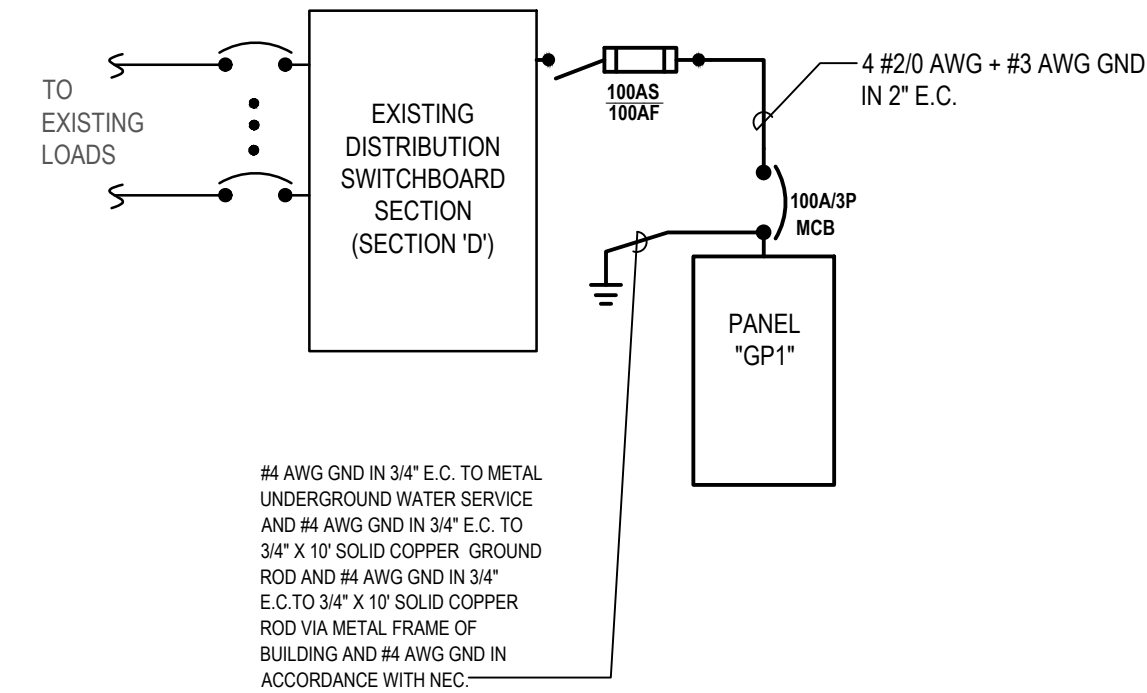 TO
EXISTING
LOADS
EXISTING
DISTRIBUTION
SWITCHBOARD
SECTION
(SECTION 'D')
100AS
100AF
4 #2/0 AWG + #3 AWG GND
IN 2" E.C.
100A/3P
MCB
PANEL
"GP1"
#4 AWG GND IN 3/4" E.C. TO METAL
UNDERGROUND WATER SERVICE
AND #4 AWG GND IN 3/4" E.C. TO
3/4" X 10' SOLID COPPER GROUND
ROD AND #4 AWG GND IN 3/4"
E.C.TO 3/4" X 10' SOLID COPPER
ROD VIA METAL FRAME OF
BUILDING AND #4 AWG GND IN
ACCORDANCE WITH NEC.